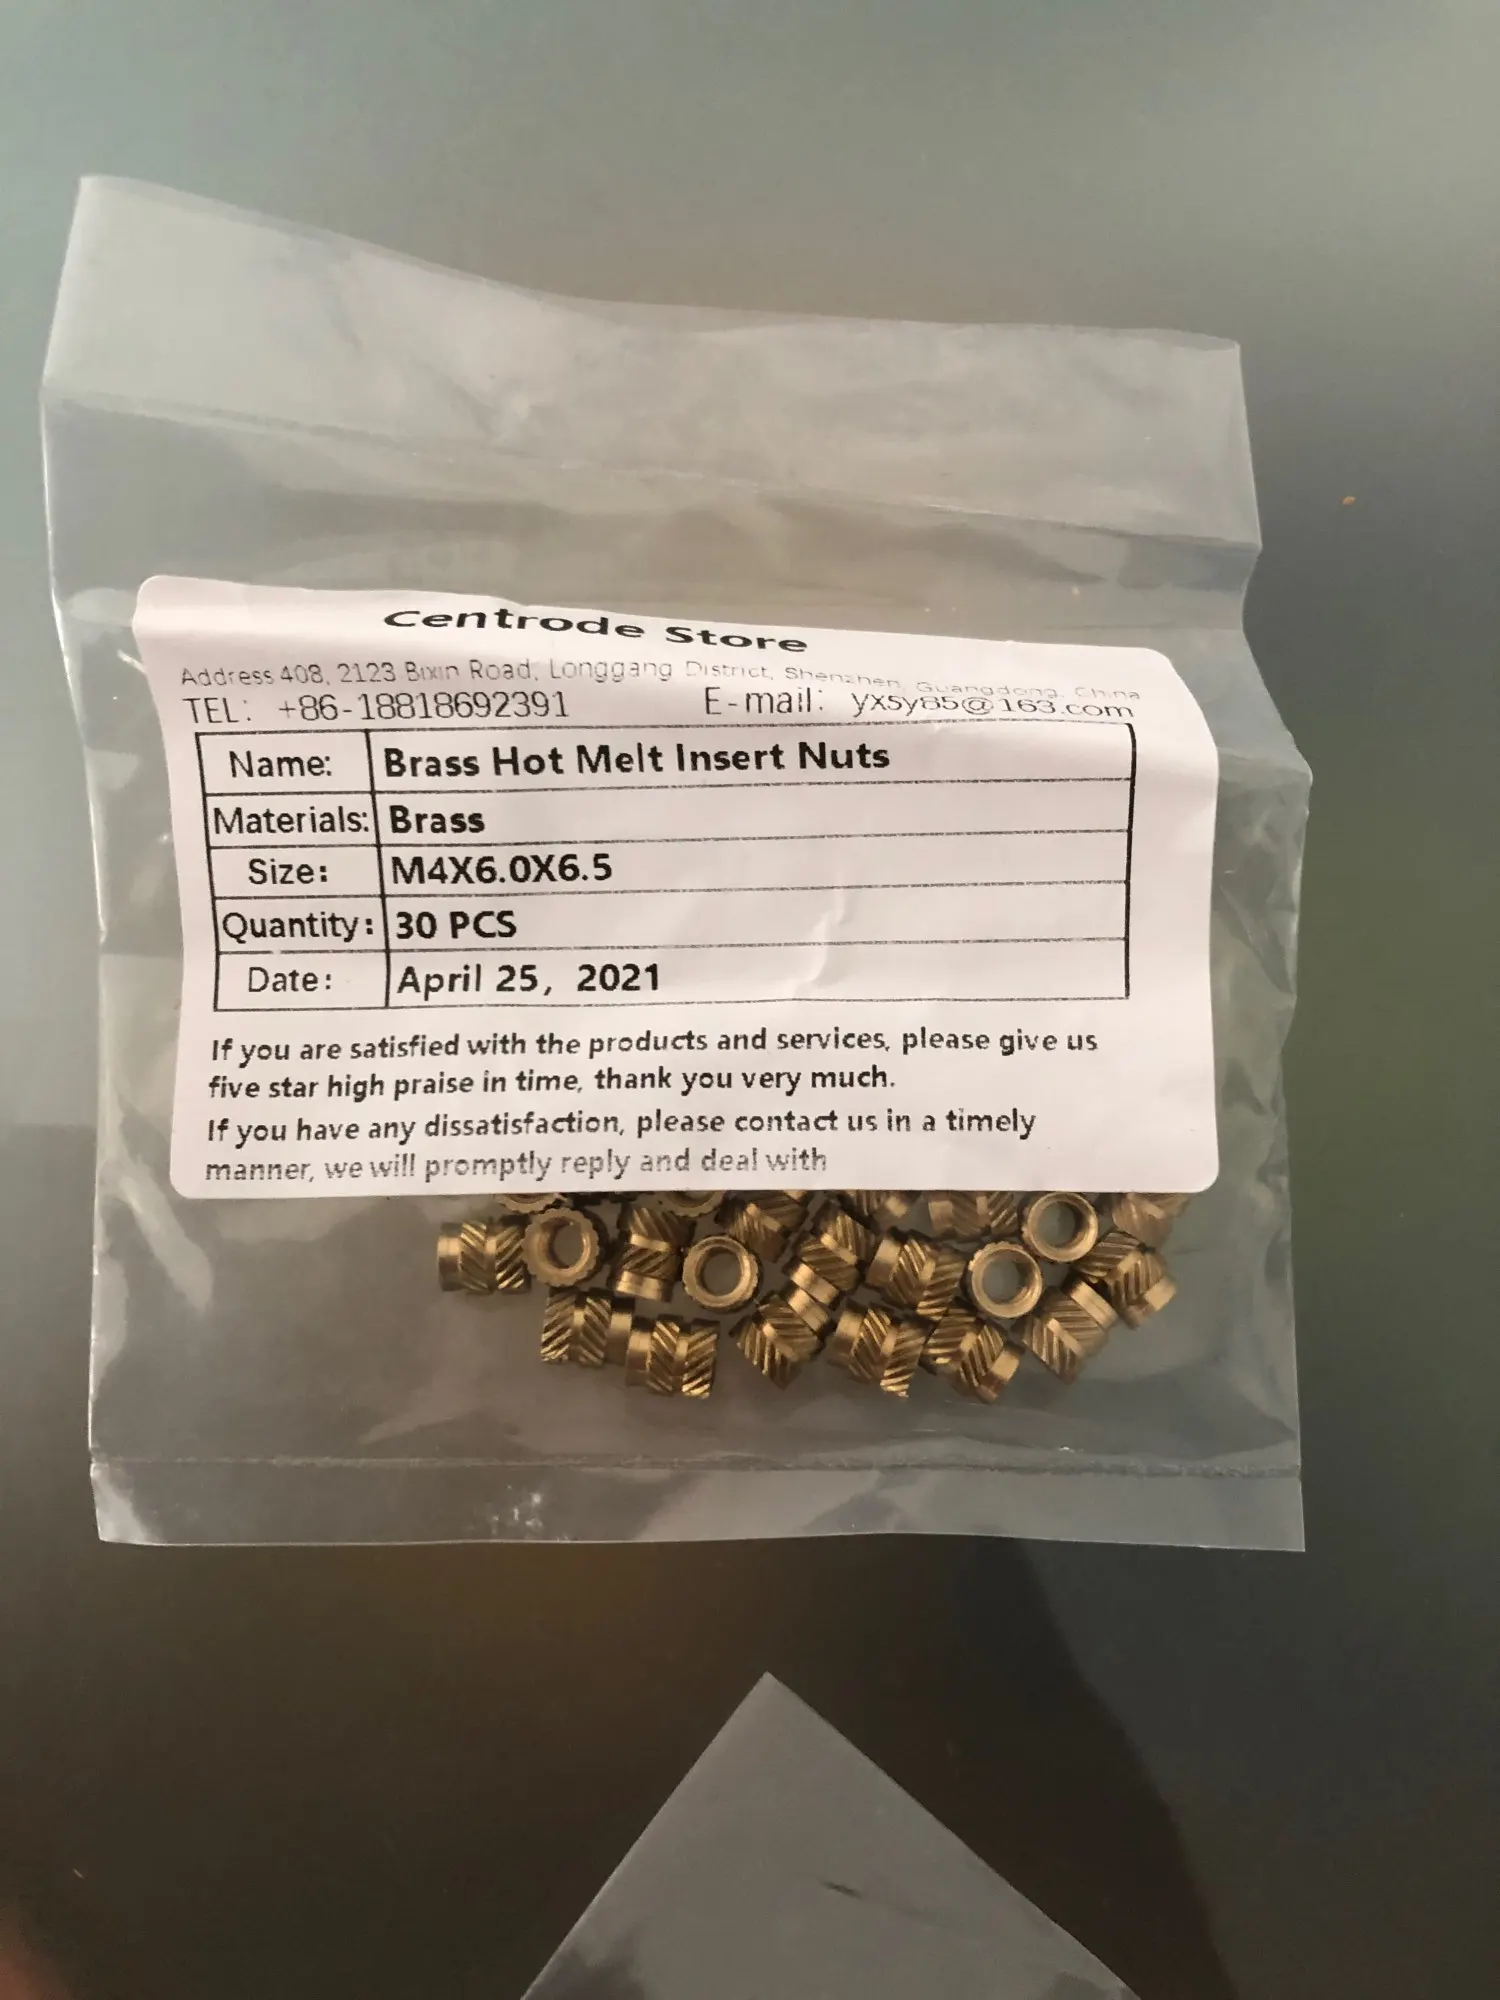 Centrode Store
Address 408, 2123 Bixin Road, Longgang District, Shenzhen, Guangdong, China
TEL: +86-18818692391 E-mail: yxsy85@163.com
Name: Brass Hot Melt Insert Nuts
Materials: Brass
Size: M4X6.0X6.5
Quantity: 30 PCS
Date: April 25, 2021
If you are satisfied with the products and services, please give us
five star high praise in time, thank you very much.
If you have any dissatisfaction, please contact us in a timely
manner, we will promptly reply and deal with